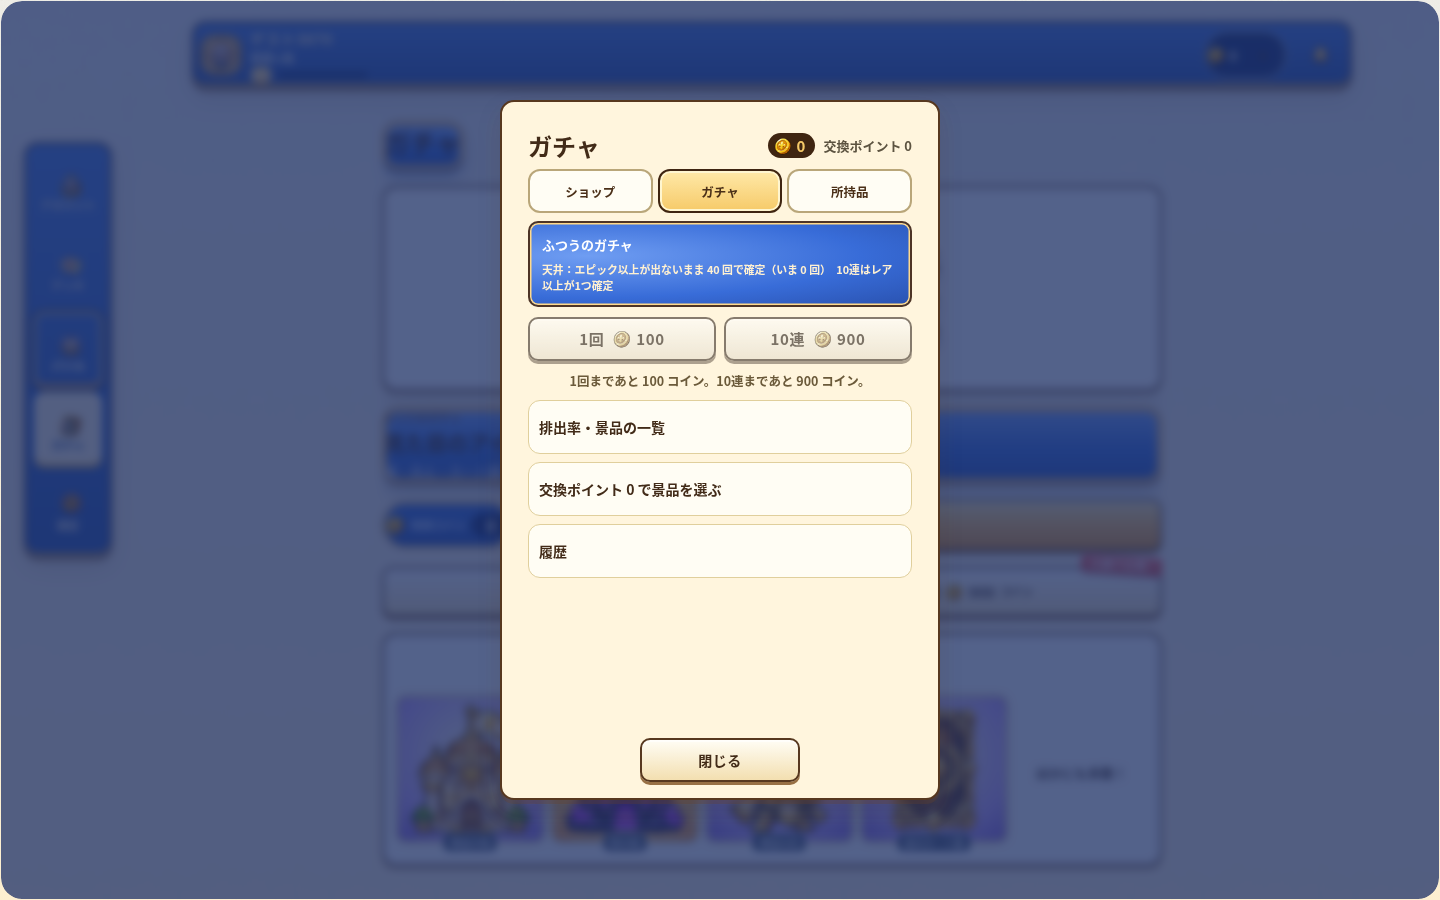 ガチャ
0 交換ポイント 0
ショップ ガチャ 所持品
ふつうのガチャ
天井：エピック以上が出ないまま 40 回で確定（いま 0 回） 10連はレア
以上が1つ確定
1回 100 10連 900
1回まであと 100 コイン。10連まであと 900 コイン。
排出率・景品の一覧
交換ポイント 0 で景品を選ぶ
履歴
閉じる